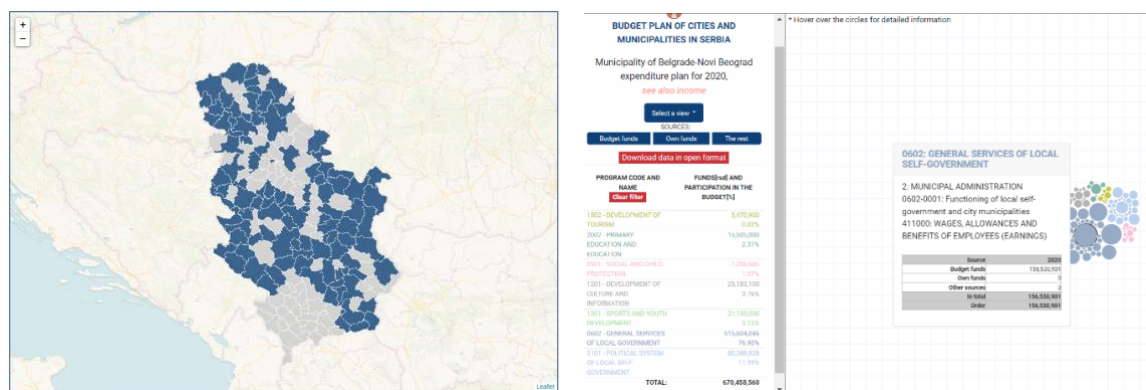 +
−
Leaflet
BUDGET PLAN OF CITIES AND
MUNICIPALITIES IN SERBIA
Municipality of Belgrade-Novi Beograd
expenditure plan for 2020,
see also income
Select a view
SOURCES:
Budget funds Own funds The rest
Download data in open format
PROGRAM CODE AND FUNDS[rsd] AND
NAME PARTICIPATION IN THE
Clear filter BUDGET[%]
1502 - DEVELOPMENT OF 5,470,900
TOURISM 0.82%
2002 - PRIMARY
EDUCATION AND 2.37%
EDUCATION
0901 - SOCIAL AND CHILD
PROTECTION 1.07%
1201 - DEVELOPMENT OF 25,183,100
CULTURE AND 3.76%
INFORMATION
1301 - SPORTS AND YOUTH 21,100,000
DEVELOPMENT 3.15%
0602 - GENERAL SERVICES
OF LOCAL GOVERNMENT 76.90%
2101 - POLITICAL SYSTEM
OF LOCAL SELF- 11.99%
GOVERNMENT
TOTAL: 670,458,560
* Hover over the circles for detailed information
0602: GENERAL SERVICES OF LOCAL
SELF-GOVERNMENT
2: MUNICIPAL ADMINISTRATION
0602-0001: Functioning of local self-
government and city municipalities
411000: WAGES, ALLOWANCES AND
BENEFITS OF EMPLOYEES (EARNINGS)
Source 2020
Budget funds 156,530,901
Own funds
Other sources
In total 156,530,901
Order 156,530,901